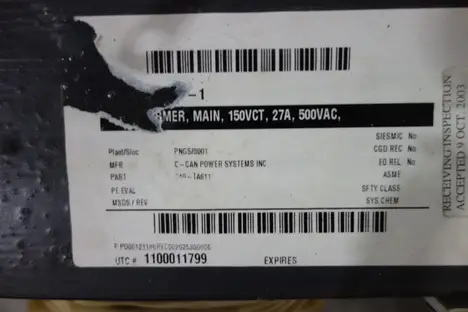 -1
RMER, MAIN, 150VCT, 27A, 500VAC,
SIESMIC No:
Plant/Sloc PNGS/0001 CGD REC No:
MFR C-CAN POWER SYSTEMS INC EQ REL No:
PART ASME
PE EVAL SFTY CLASS
MSDS / REV SYS CHEM
UTC # 1100011799 EXPIRES
RECEIVING INSPECTION
ACCEPTED 9 OCT. 2003